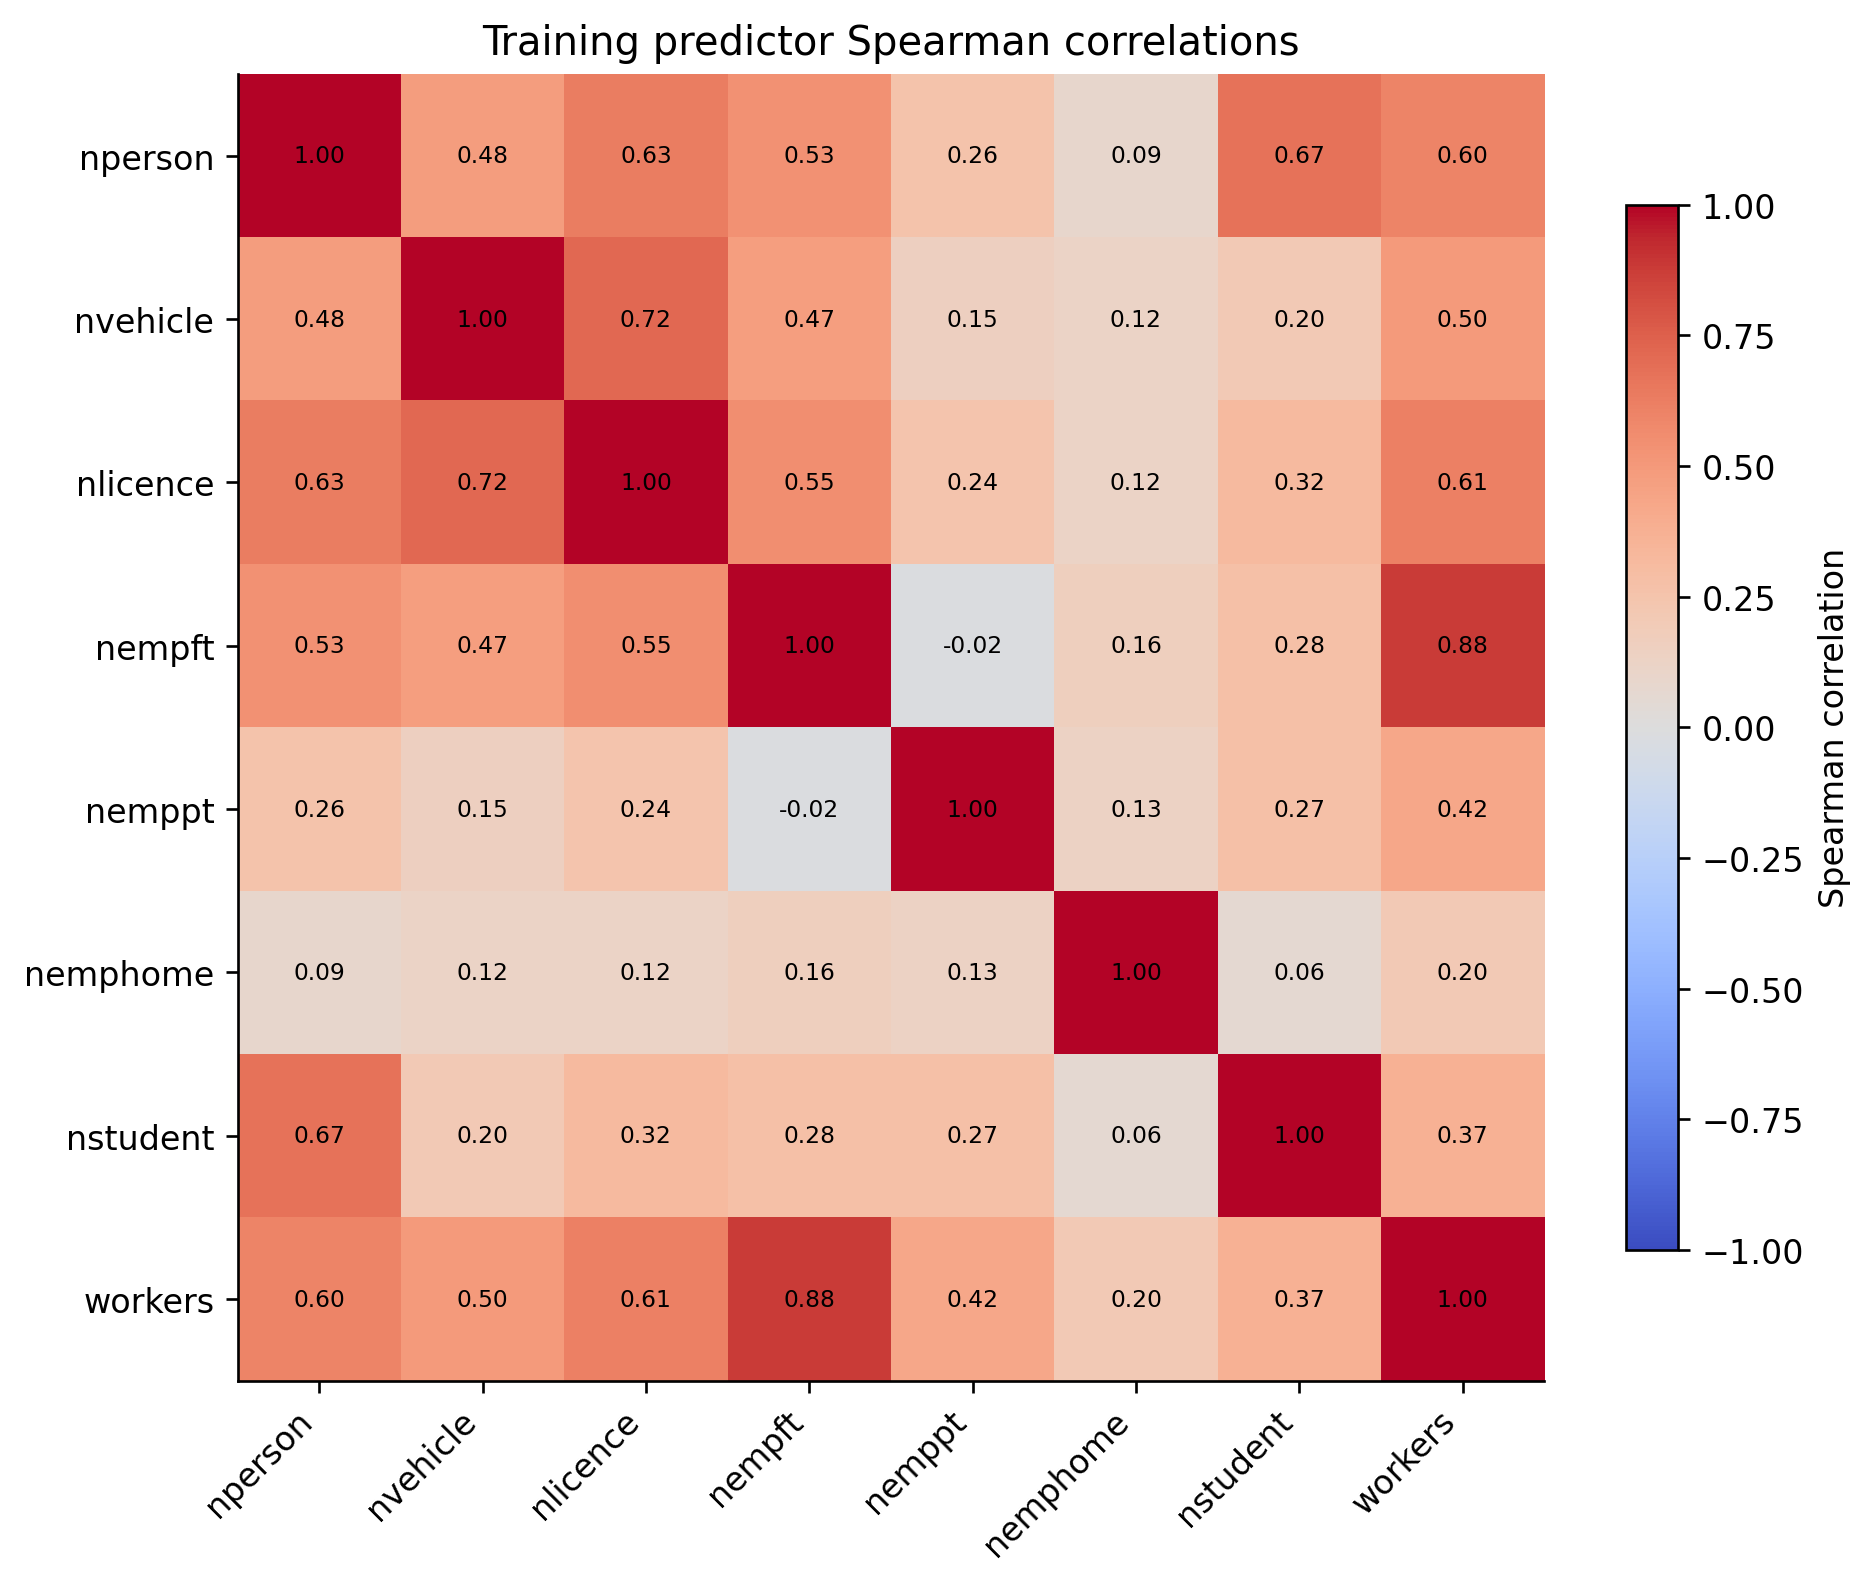 Training predictor Spearman correlations
nperson 1.00 0.48 0.63 0.53 0.26 0.09 0.67 0.60
nvehicle 0.48 1.00 0.72 0.47 0.15 0.12 0.20 0.50
nlicence 0.63 0.72 1.00 0.55 0.24 0.12 0.32 0.61
nempft 0.53 0.47 0.55 1.00 -0.02 0.16 0.28 0.88
nemppt 0.26 0.15 0.24 -0.02 1.00 0.13 0.27 0.42
nemphome 0.09 0.12 0.12 0.16 0.13 1.00 0.06 0.20
nstudent 0.67 0.20 0.32 0.28 0.27 0.06 1.00 0.37
workers 0.60 0.50 0.61 0.88 0.42 0.20 0.37 1.00
nperson nvehicle nlicence nempft nemppt nemphome nstudent workers
1.00
0.75
0.50
0.25
0.00
−0.25
−0.50
−0.75
−1.00
Spearman correlation